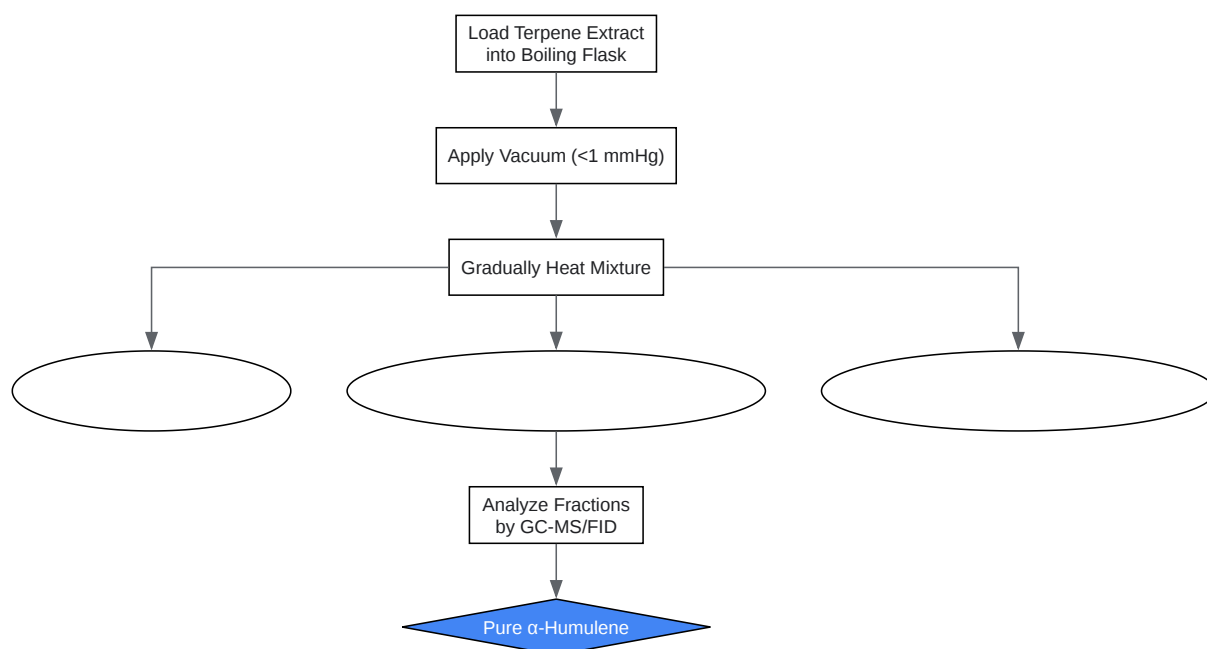 Load Terpene Extract
into Boiling Flask
Apply Vacuum (<1 mmHg)
Gradually Heat Mixture
Analyze Fractions
by GC-MS/FID
Pure α-Humulene